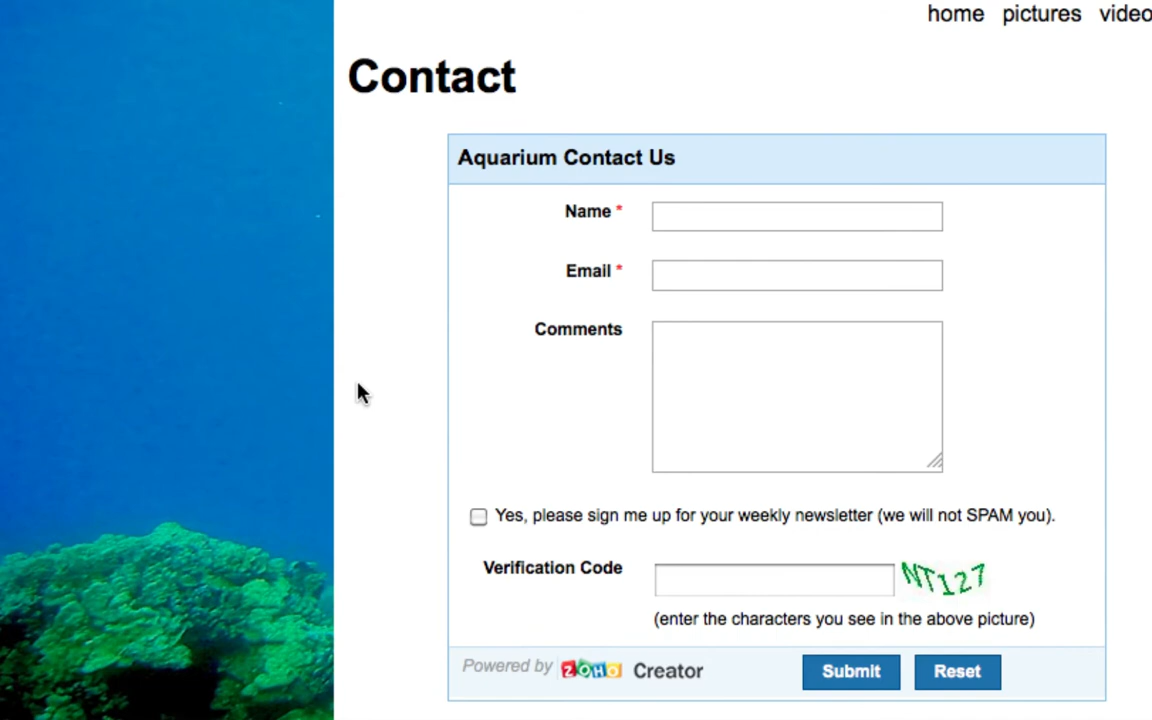 home pictures video
Contact
Aquarium Contact Us
Name *
Email *
Comments
Yes, please sign me up for your weekly newsletter (we will not SPAM you).
Verification Code NT127
(enter the characters you see in the above picture)
Powered by ZOHO Creator Submit Reset